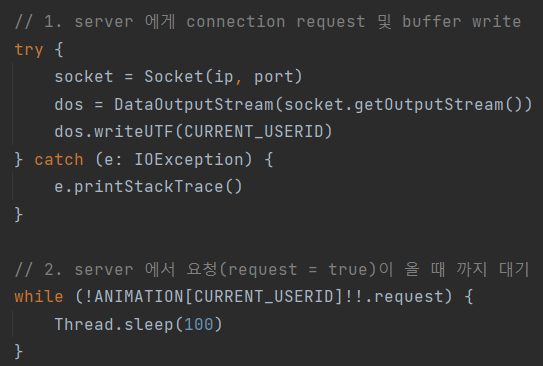 // 1. server 에게 connection request 및 buffer write
try {
    socket = Socket(ip, port)
    dos = DataOutputStream(socket.getOutputStream())
    dos.writeUTF(CURRENT_USERID)
} catch (e: IOException) {
    e.printStackTrace()
}

// 2. server 에서 요청(request = true)이 올 때 까지 대기
while (!ANIMATION[CURRENT_USERID]!!.request) {
    Thread.sleep(100)
}